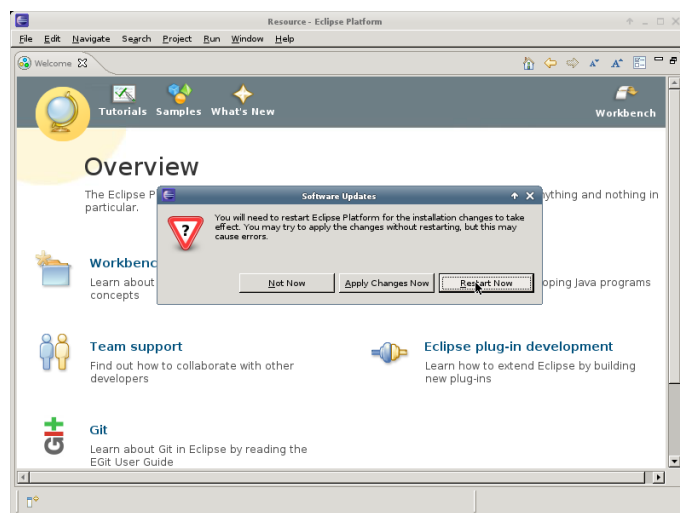 Resource - Eclipse Platform
File Edit Navigate Search Project Run Window Help
Welcome
Tutorials Samples What's New Workbench
Overview
The Eclipse P
ything and nothing in
particular.
Software Updates
You will need to restart Eclipse Platform for the installation changes to take
effect. You may try to apply the changes without restarting, but this may
cause errors.
Not Now Apply Changes Now Restart Now
Workbenc
Learn about
oping Java programs
concepts
Team support
Find out how to collaborate with other
developers
Eclipse plug-in development
Learn how to extend Eclipse by building
new plug-ins
Git
Learn about Git in Eclipse by reading the
EGit User Guide